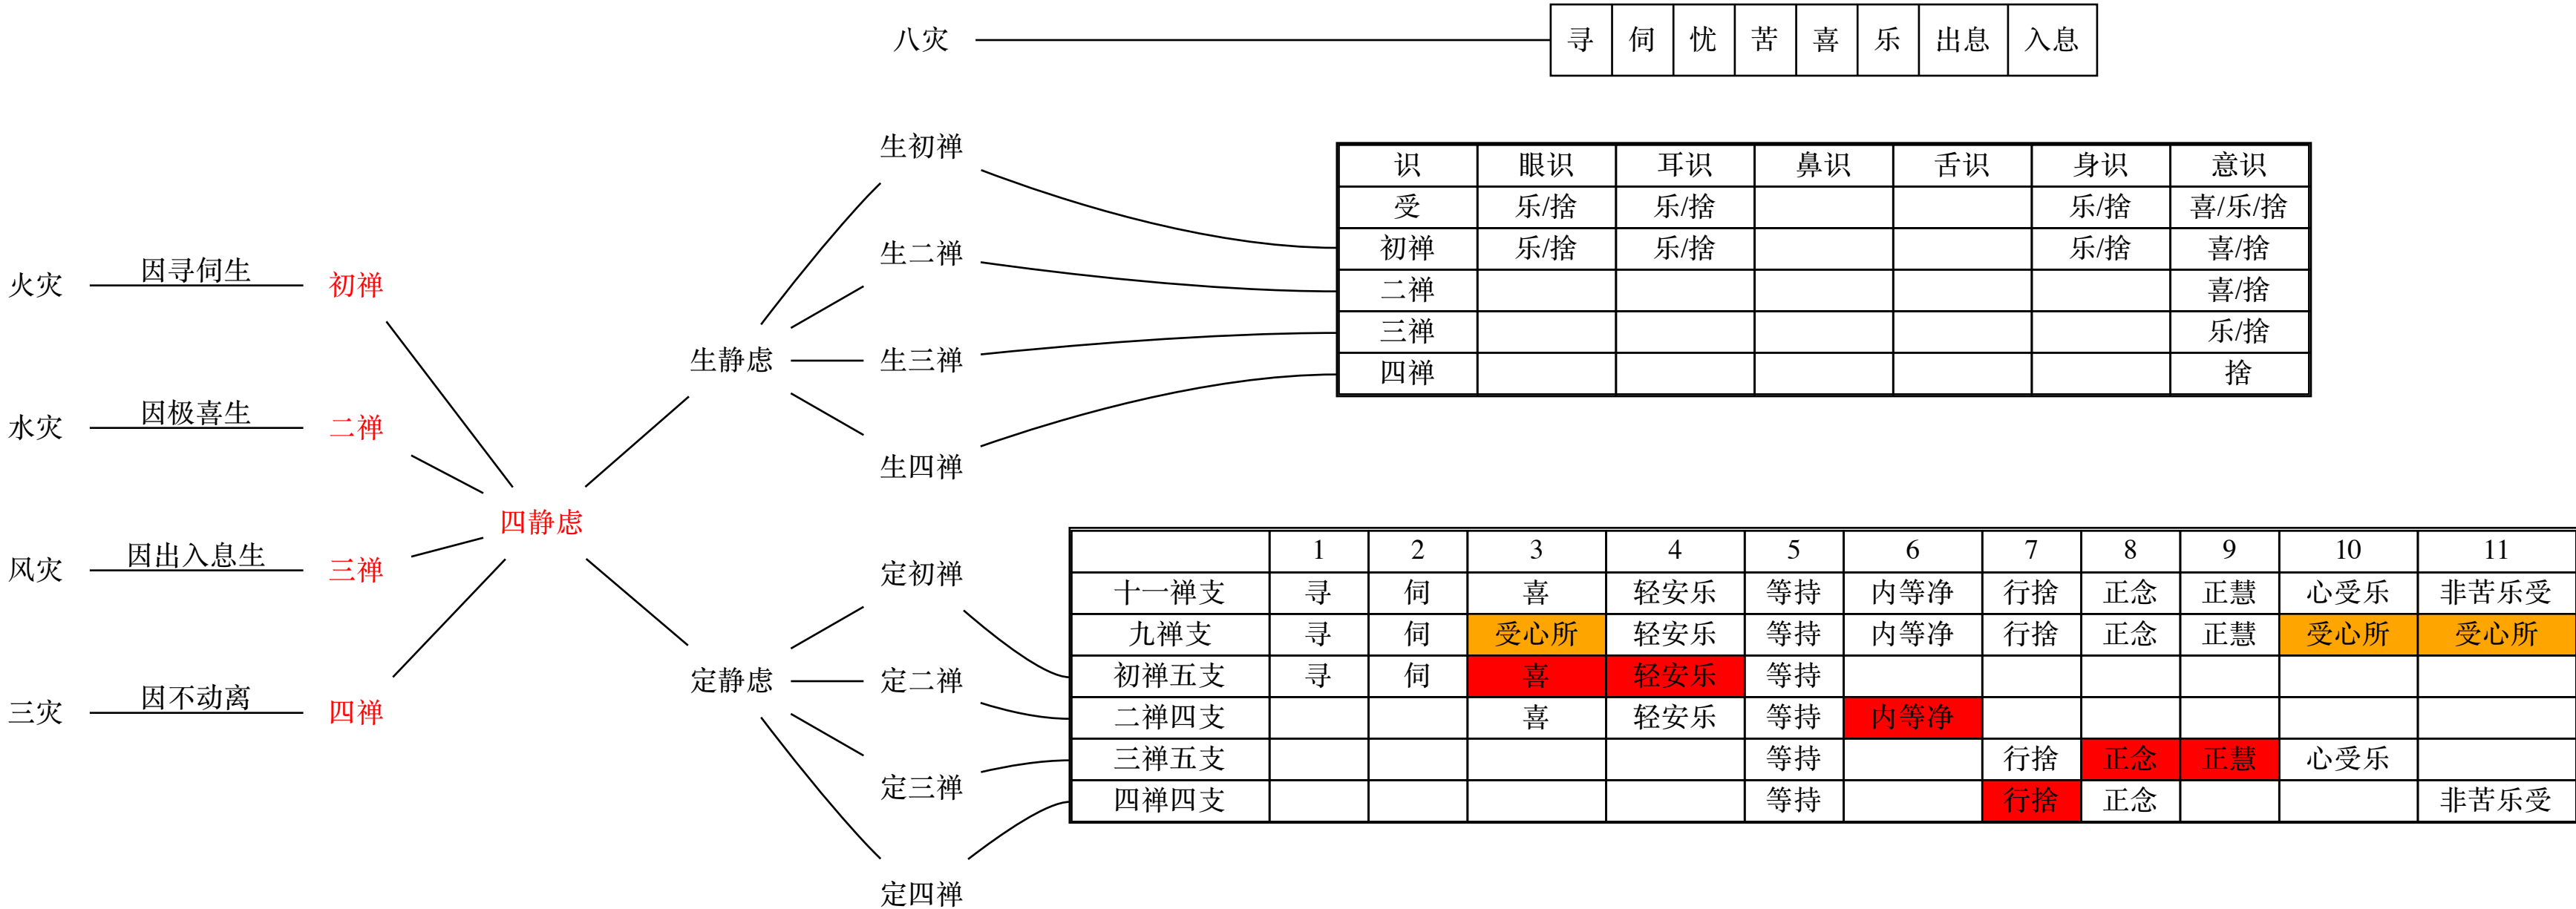 八灾 寻 伺 忧 苦 喜 乐 出息 入息
生初禅
生二禅
生三禅
生四禅
识 眼识 耳识 鼻识 舌识 身识 意识
受 乐/捨 乐/捨 乐/捨 喜/乐/捨
初禅 乐/捨 乐/捨 乐/捨 喜/捨
二禅 喜/捨
三禅 乐/捨
四禅 捨
火灾 因寻伺生 初禅
水灾 因极喜生 二禅
风灾 因出入息生 三禅
三灾 因不动离 四禅
四静虑
生静虑
定静虑
定初禅
定二禅
定三禅
定四禅
1 2 3 4 5 6 7 8 9 10 11
十一禅支 寻 伺 喜 轻安乐 等持 内等净 行捨 正念 正慧 心受乐 非苦乐受
九禅支 寻 伺 受心所 轻安乐 等持 内等净 行捨 正念 正慧 受心所 受心所
初禅五支 寻 伺 喜 轻安乐 等持
二禅四支 喜 轻安乐 等持 内等净
三禅五支 等持 行捨 正念 正慧 心受乐
四禅四支 等持 行捨 正念 非苦乐受